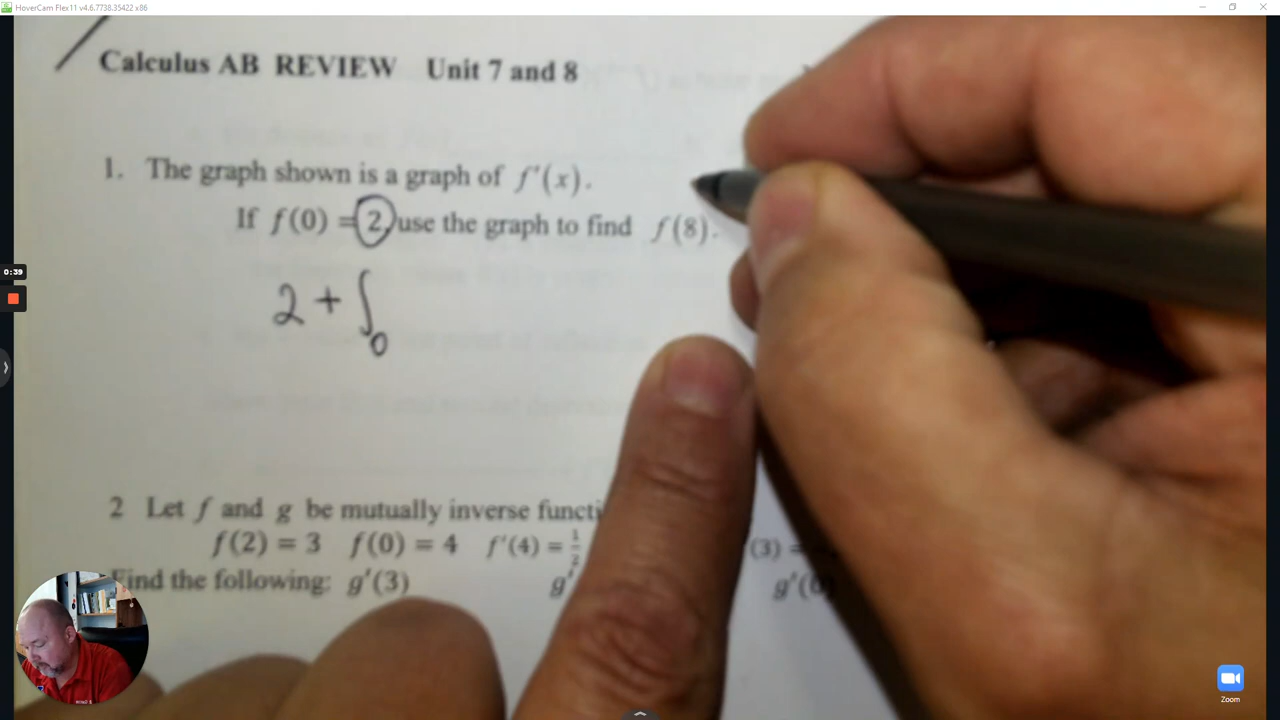 HoverCam Flex11 v4.6.7738.35422 x86
Calculus AB REVIEW Unit 7 and 8
1. The graph shown is a graph of f'(x).
If f(0) = 2, use the graph to find f(8).
0:39
2 + ∫₀
2 Let f and g be mutually inverse functi
f(2) = 3 f(0) = 4 f'(4) = 1/2 (3) =
Find the following: g'(3) g' g'(
Zoom